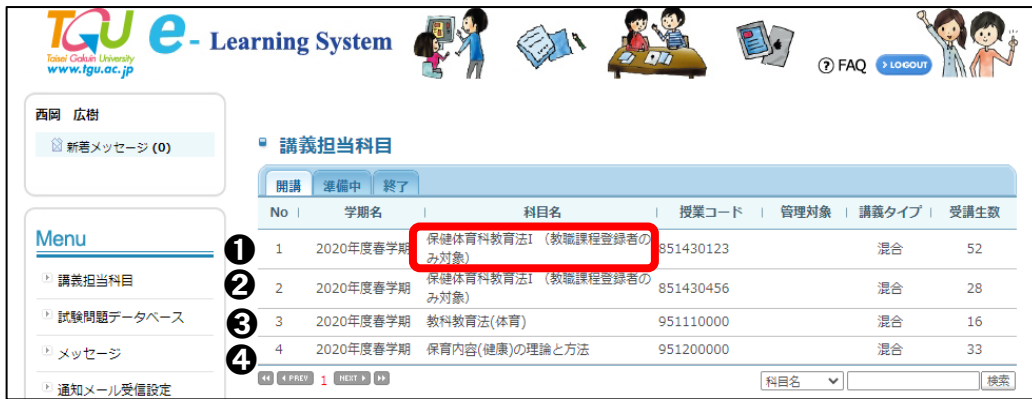 TGU e- Learning System
Taisei Gakuin University
www.tgu.ac.jp
? FAQ
> LOGOUT
西岡 広樹
新着メッセージ (0)
講義担当科目
開講 準備中 終了
No | 学期名 | 科目名 | 授業コード | 管理対象 | 講義タイプ | 受講生数
❶ 1 2020年度春学期 保健体育科教育法I (教職課程登録者の
み対象) 851430123 混合 52
❷ 2 2020年度春学期 保健体育科教育法I (教職課程登録者の
み対象) 851430456 混合 28
❸ 3 2020年度春学期 教科教育法(体育) 951110000 混合 16
❹ 4 2020年度春学期 保育内容(健康)の理論と方法 951200000 混合 33
PREV 1 NEXT 科目名 検索
Menu
講義担当科目
試験問題データベース
メッセージ
通知メール受信設定